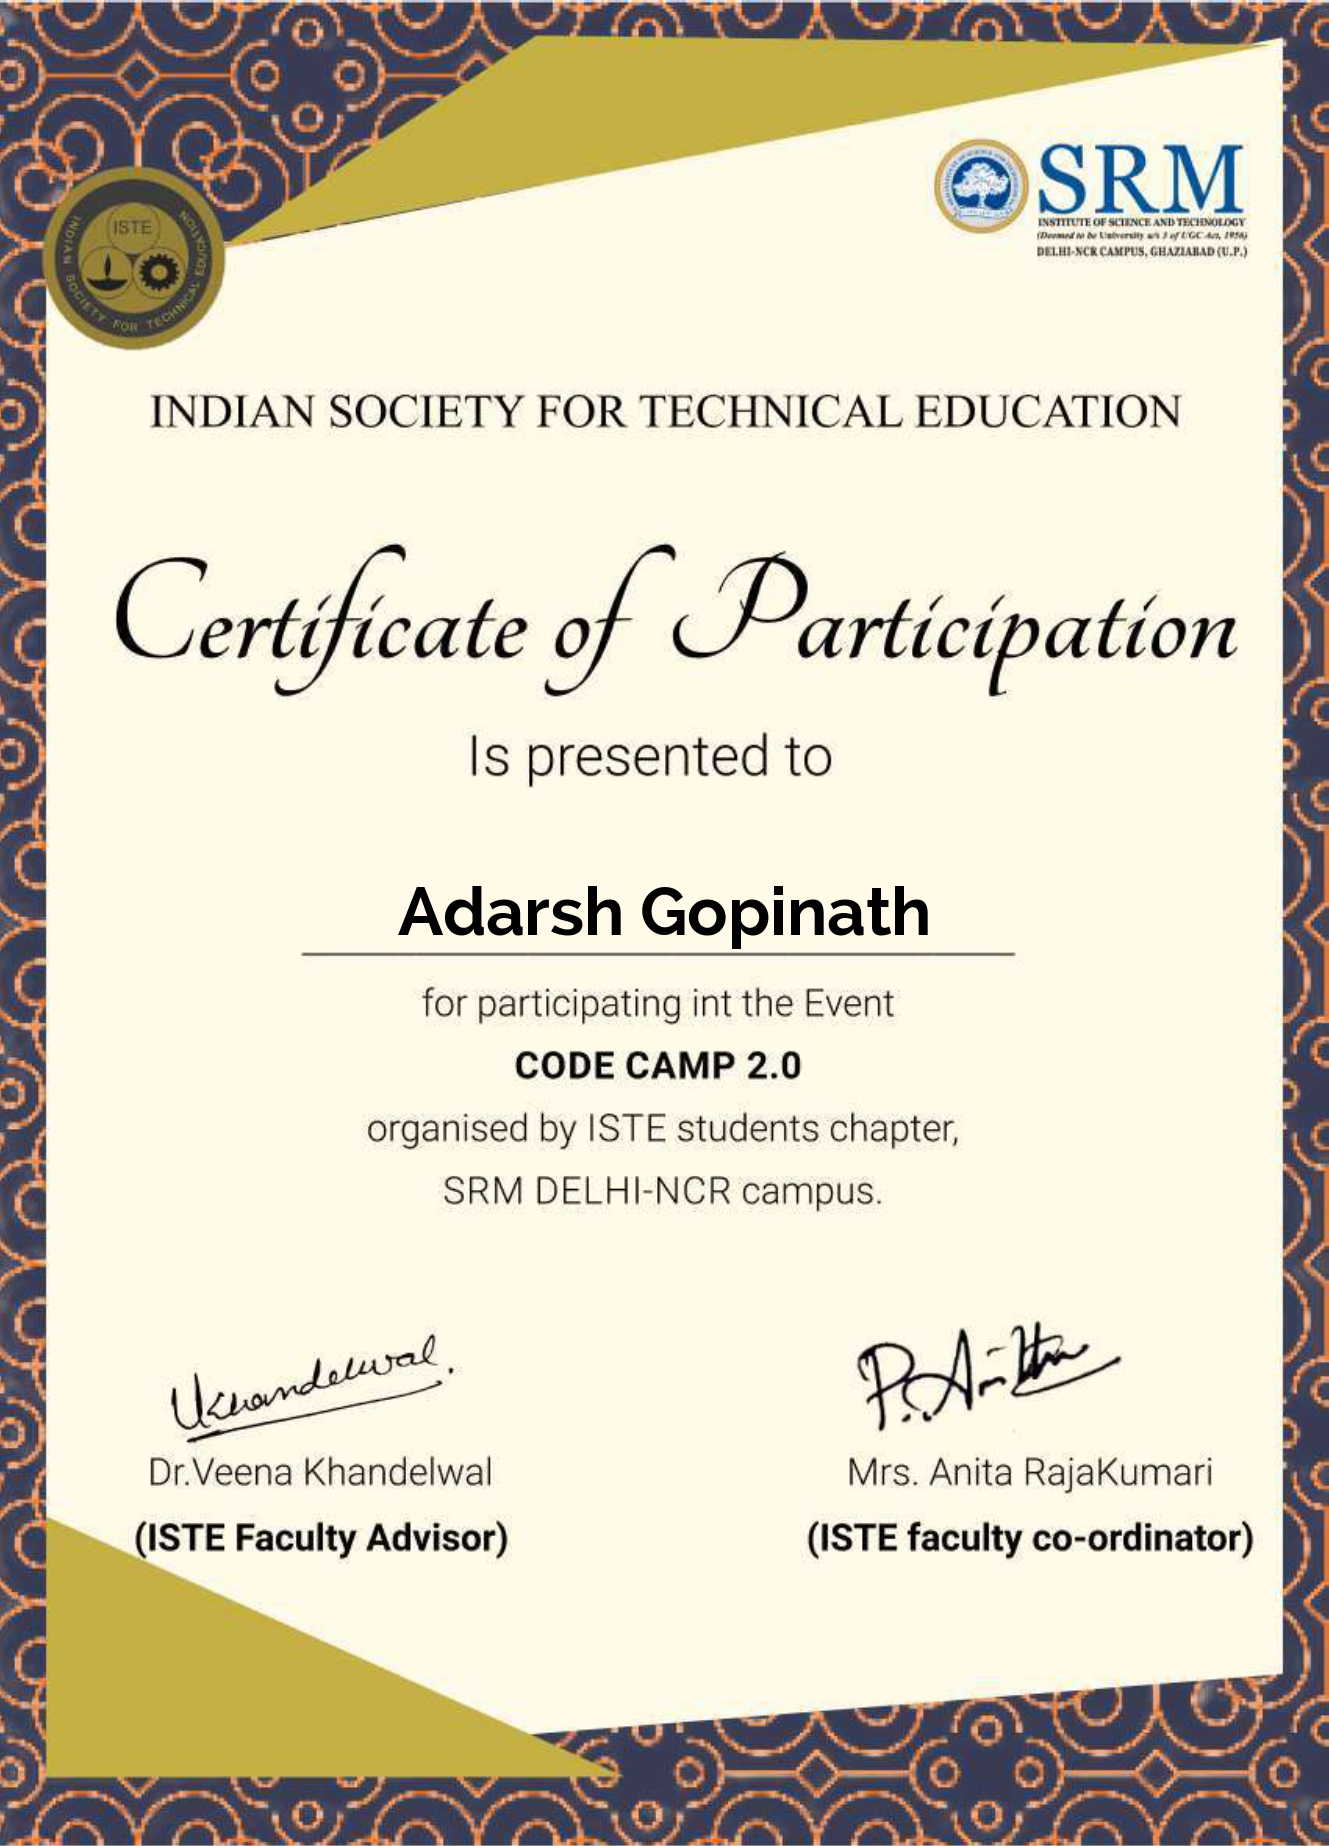 ISTE
INDIAN SOCIETY FOR TECHNICAL EDUCATION
SRM
INSTITUTE OF SCIENCE AND TECHNOLOGY
(Deemed to be University u/s 3 of UGC Act, 1956)
DELHI-NCR CAMPUS, GHAZIABAD (U.P.)
INDIAN SOCIETY FOR TECHNICAL EDUCATION
Certificate of Participation
Is presented to
Adarsh Gopinath
for participating int the Event
CODE CAMP 2.0
organised by ISTE students chapter,
SRM DELHI-NCR campus.
Dr.Veena Khandelwal
(ISTE Faculty Advisor)
Mrs. Anita RajaKumari
(ISTE faculty co-ordinator)